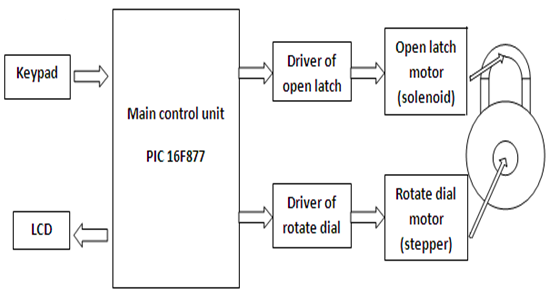 Keypad
LCD
Main control unit
PIC 16F877
Driver of
open latch
Open latch
motor
(solenoid)
Driver of
rotate dial
Rotate dial
motor
(stepper)